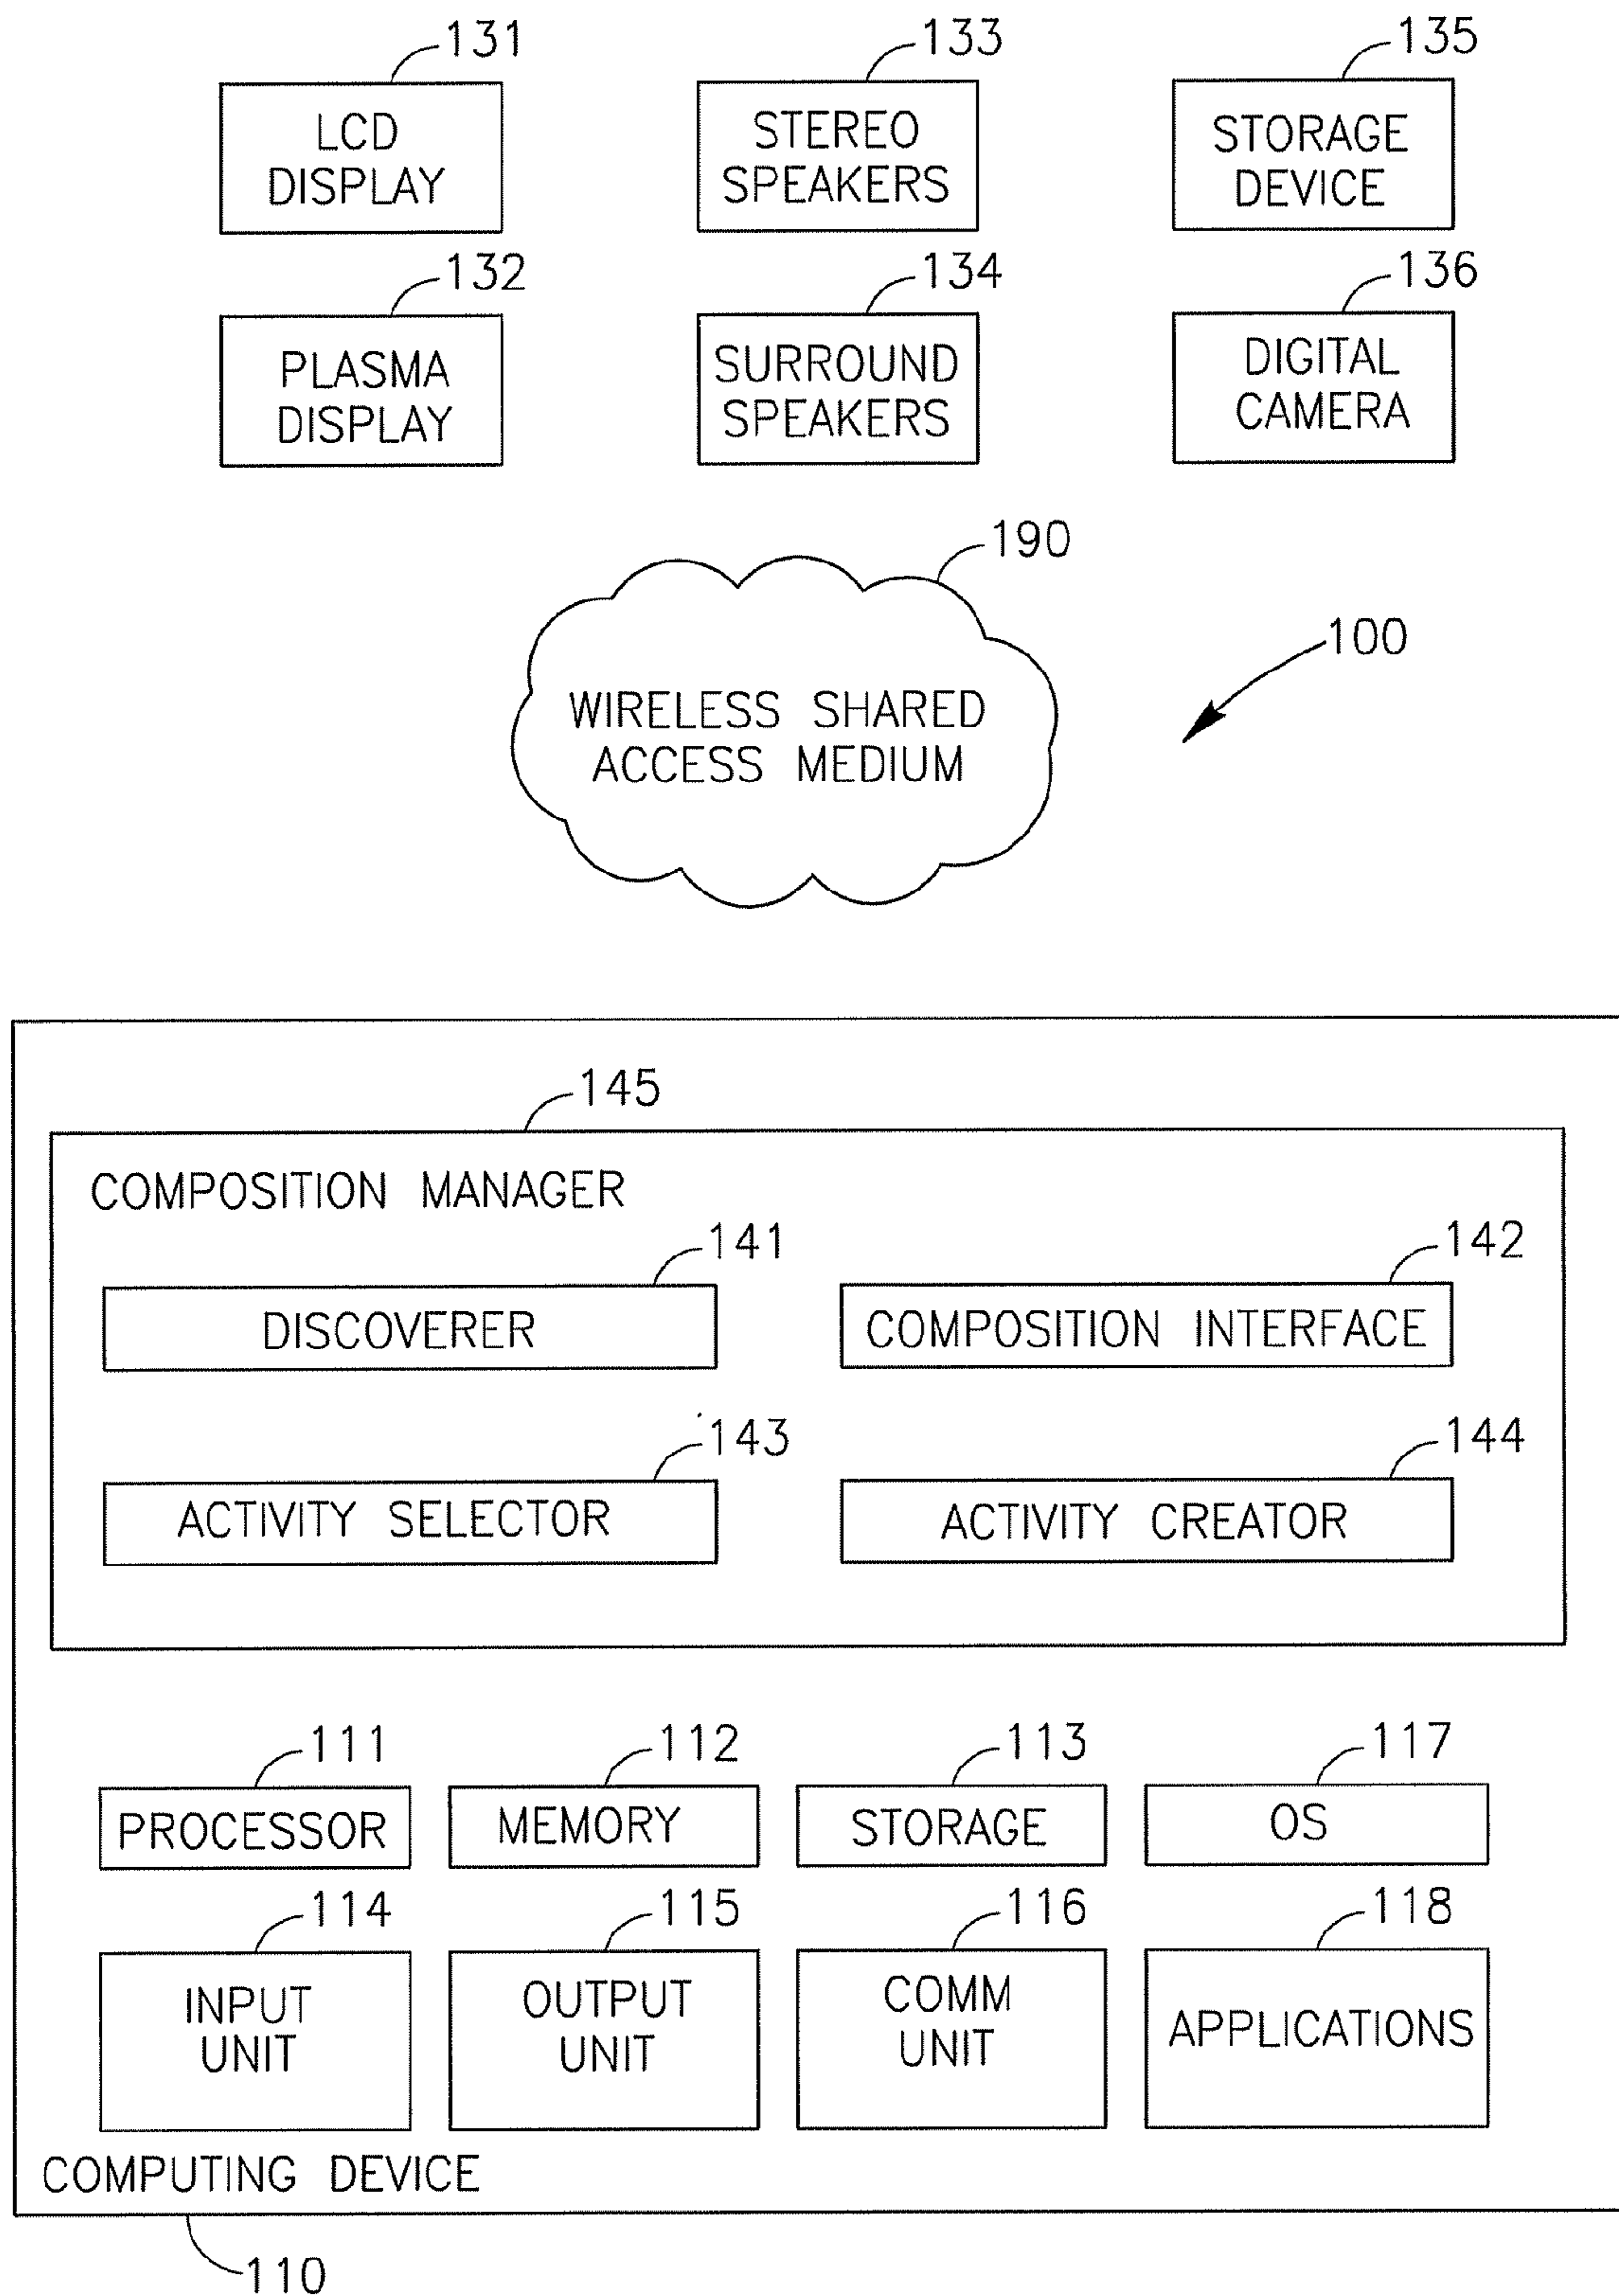 131
133
135
LCD
DISPLAY
STEREO
SPEAKERS
STORAGE
DEVICE
132
134
136
PLASMA
DISPLAY
SURROUND
SPEAKERS
DIGITAL
CAMERA
190
100
WIRELESS SHARED
ACCESS MEDIUM
145
COMPOSITION MANAGER
141
142
DISCOVERER
COMPOSITION INTERFACE
143
144
ACTIVITY SELECTOR
ACTIVITY CREATOR
111
112
113
117
PROCESSOR
MEMORY
STORAGE
OS
114
115
116
118
INPUT
UNIT
OUTPUT
UNIT
COMM
UNIT
APPLICATIONS
COMPUTING DEVICE
110